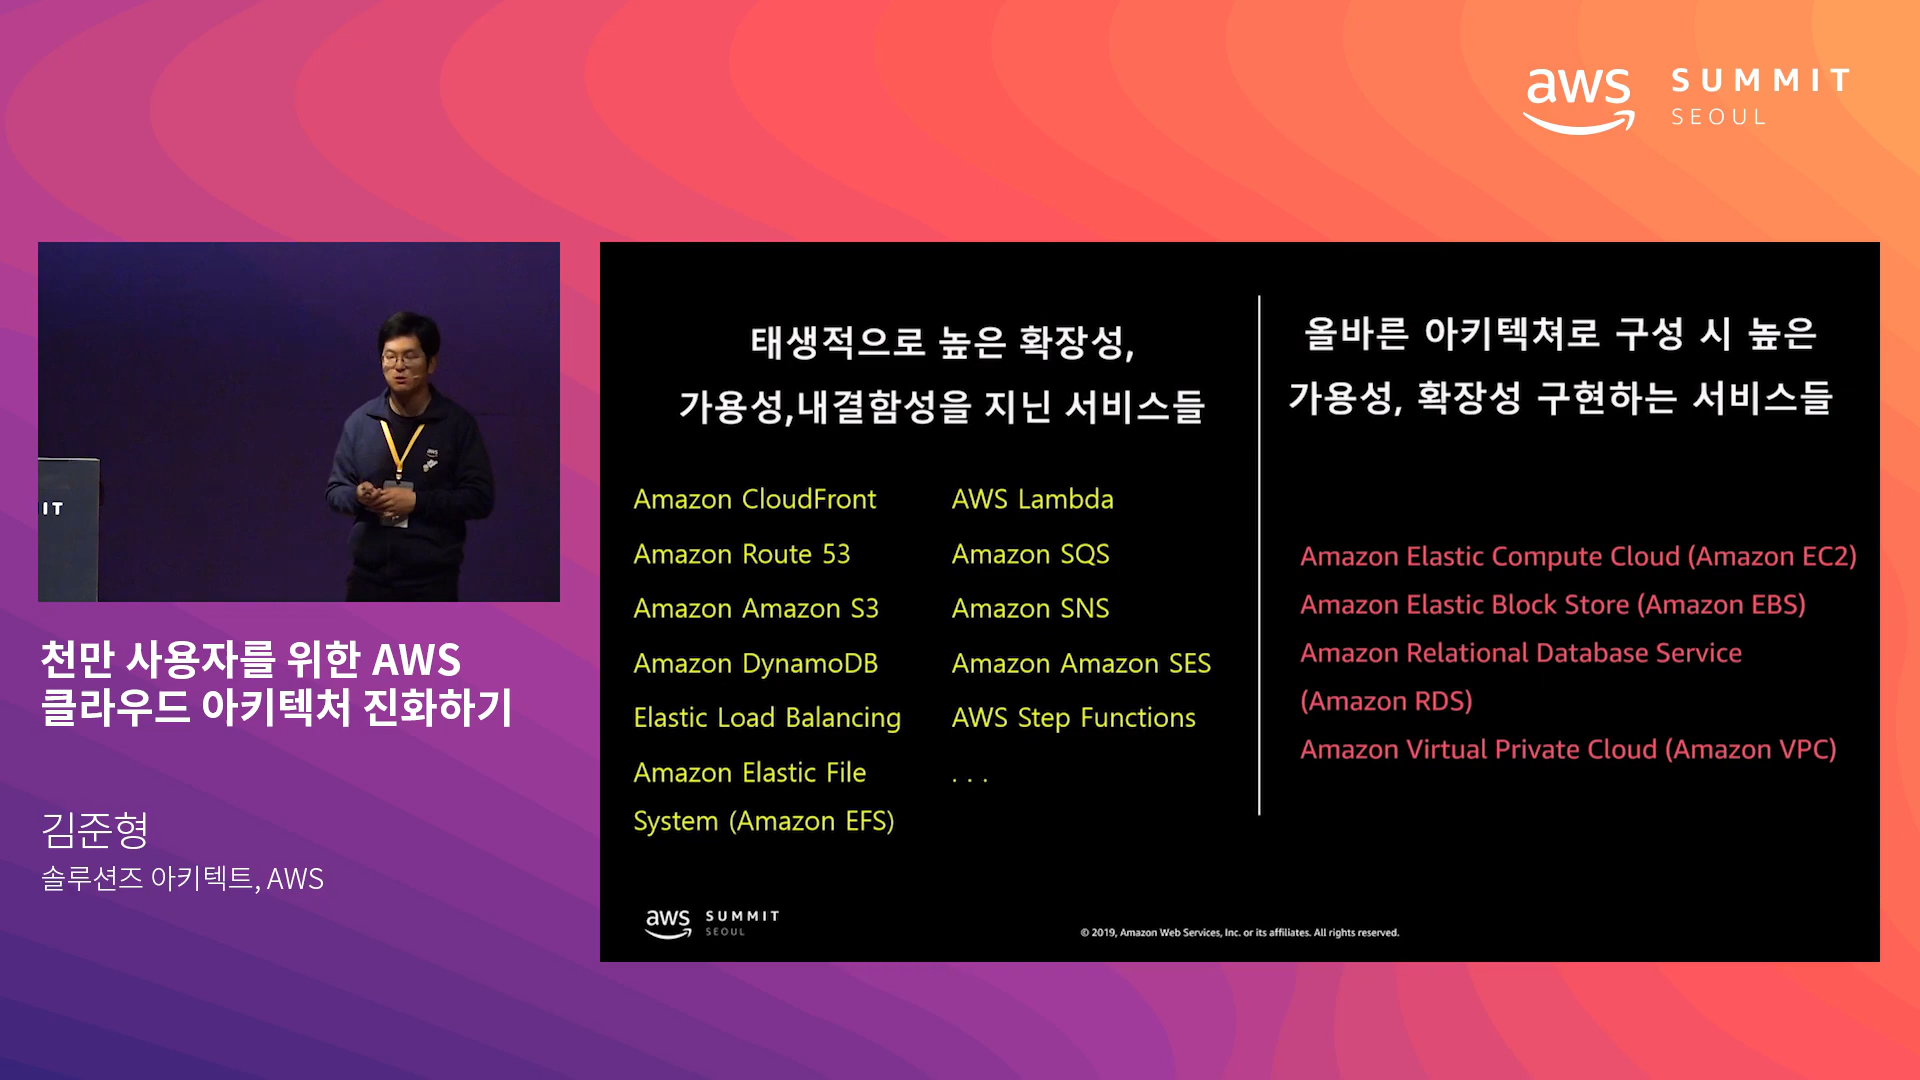 aws SUMMIT
SEOUL
IT
aws
천만 사용자를 위한 AWS
클라우드 아키텍처 진화하기
김준형
솔루션즈 아키텍트, AWS
태생적으로 높은 확장성,
가용성,내결함성을 지닌 서비스들
Amazon CloudFront
Amazon Route 53
Amazon Amazon S3
Amazon DynamoDB
Elastic Load Balancing
Amazon Elastic File
System (Amazon EFS)
AWS Lambda
Amazon SQS
Amazon SNS
Amazon Amazon SES
AWS Step Functions
. . .
올바른 아키텍쳐로 구성 시 높은
가용성, 확장성 구현하는 서비스들
Amazon Elastic Compute Cloud (Amazon EC2)
Amazon Elastic Block Store (Amazon EBS)
Amazon Relational Database Service
(Amazon RDS)
Amazon Virtual Private Cloud (Amazon VPC)
aws SUMMIT
SEOUL
© 2019, Amazon Web Services, Inc. or its affiliates. All rights reserved.